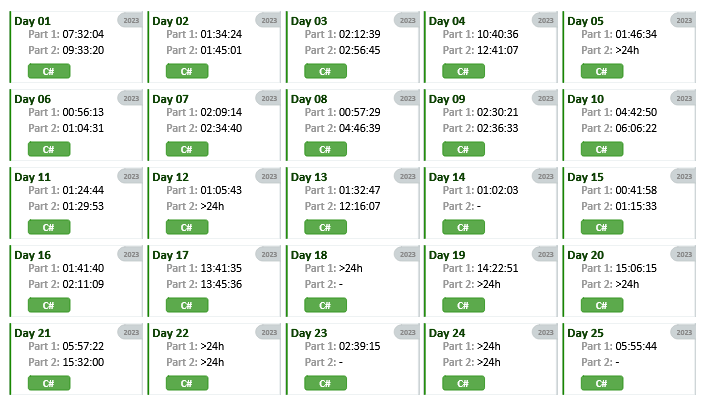 Day 01 2023
Part 1: 07:32:04
Part 2: 09:33:20
C#
Day 02 2023
Part 1: 01:34:24
Part 2: 01:45:01
C#
Day 03 2023
Part 1: 02:12:39
Part 2: 02:56:45
C#
Day 04 2023
Part 1: 10:40:36
Part 2: 12:41:07
C#
Day 05 2023
Part 1: 01:46:34
Part 2: >24h
C#
Day 06 2023
Part 1: 00:56:13
Part 2: 01:04:31
C#
Day 07 2023
Part 1: 02:09:14
Part 2: 02:34:40
C#
Day 08 2023
Part 1: 00:57:29
Part 2: 04:46:39
C#
Day 09 2023
Part 1: 02:30:21
Part 2: 02:36:33
C#
Day 10 2023
Part 1: 04:42:50
Part 2: 06:06:22
C#
Day 11 2023
Part 1: 01:24:44
Part 2: 01:29:53
C#
Day 12 2023
Part 1: 01:05:43
Part 2: >24h
C#
Day 13 2023
Part 1: 01:32:47
Part 2: 12:16:07
C#
Day 14 2023
Part 1: 01:02:03
Part 2: -
C#
Day 15 2023
Part 1: 00:41:58
Part 2: 01:15:33
C#
Day 16 2023
Part 1: 01:41:40
Part 2: 02:11:09
C#
Day 17 2023
Part 1: 13:41:35
Part 2: 13:45:36
C#
Day 18 2023
Part 1: >24h
Part 2: -
C#
Day 19 2023
Part 1: 14:22:51
Part 2: >24h
C#
Day 20 2023
Part 1: 15:06:15
Part 2: >24h
C#
Day 21 2023
Part 1: 05:57:22
Part 2: 15:32:00
C#
Day 22 2023
Part 1: >24h
Part 2: >24h
C#
Day 23 2023
Part 1: 02:39:15
Part 2: -
C#
Day 24 2023
Part 1: >24h
Part 2: >24h
C#
Day 25 2023
Part 1: 05:55:44
Part 2: -
C#